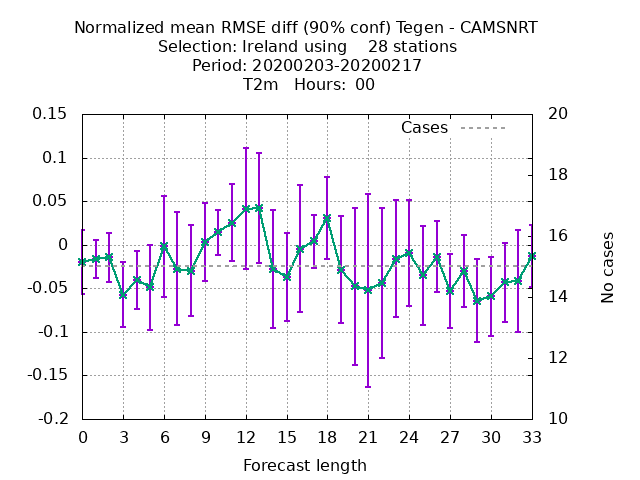 Normalized mean RMSE diff (90% conf) Tegen - CAMSNRT
Selection: Ireland using    28 stations
Period: 20200203-20200217
T2m   Hours:  00
0.15
0.1
0.05
0
-0.05
-0.1
-0.15
-0.2
Cases
20
18
16
14
12
10
No cases
0 3 6 9 12 15 18 21 24 27 30 33
Forecast length